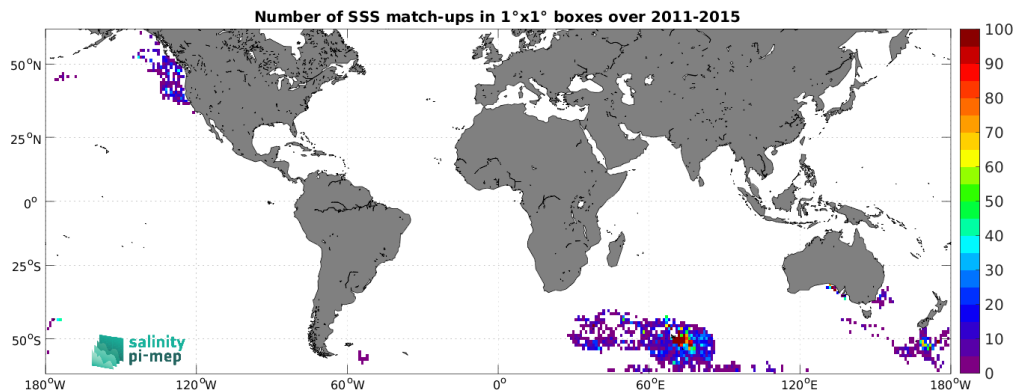 Number of SSS match-ups in 1°x1° boxes over 2011-2015
50°N
25°N
0°
25°S
50°S
180°W
120°W
60°W
0°
60°E
120°E
180°W
100
90
80
70
60
50
40
30
20
10
0
salinity
pi-mep